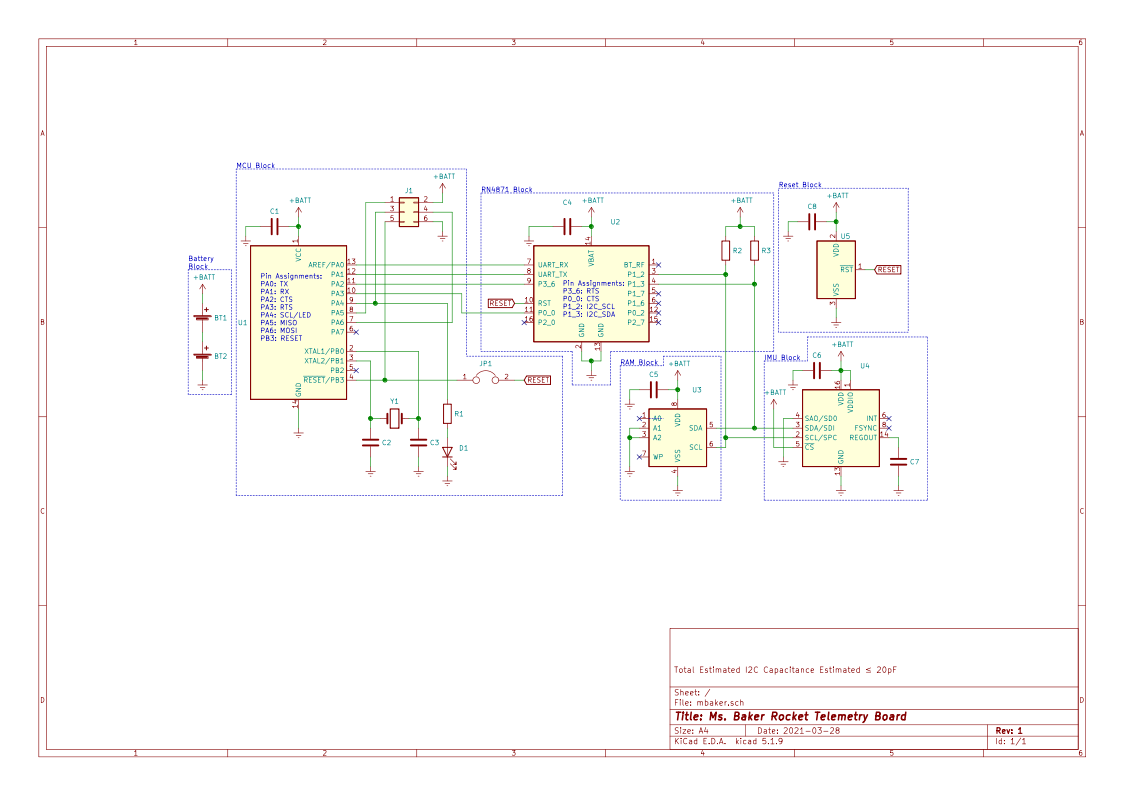 1 2 3 4 5 6
A A
B B
C C
D D
1 2 3 4 5 6
Battery
Block
+BATT
+
BT1
+
BT2
MCU Block
+BATT
C1
U1
1
VCC
Pin Assignments:
PA0: TX
PA1: RX
PA2: CTS
PA3: RTS
PA4: SCL/LED
PA5: MISO
PA6: MOSI
PB3: RESET
AREF/PA0 13
PA1 12
PA2 11
PA3 10
PA4 9
PA5 8
PA6 7
PA7 6
XTAL1/PB0 2
XTAL2/PB1 3
PB2 5
RESET/PB3 4
GND
14
J1
1 2
3 4
5 6
+BATT
Y1
C2
C3
R1
D1
JP1
1 2
RESET
RN4871 Block
+BATT
C4
U2
14
VBAT
7 UART_RX
8 UART_TX
9 P3_6
RESET
10 RST
11 P0_0
16 P2_0
Pin Assignments:
P3_6: RTS
P0_0: CTS
P1_2: I2C_SCL
P1_3: I2C_SDA
BT_RF 1
P1_2 3
P1_3 4
P1_7 5
P1_6 6
P0_2 12
P2_7 15
GND GND
2 13
+BATT
R2
R3
Reset Block
+BATT
C8
U5
2
VDD
RST 1
RESET
VSS
3
RAM Block
+BATT
C5
U3
8
VDD
1 A0
2 A1
3 A2
7 WP
SDA 5
SCL 6
VSS
4
IMU Block
C6
+BATT
U4
+BATT
16 1
VDD
VDDIO
4 SAO/SDO
3 SDA/SDI
2 SCL/SPC
5 CS
INT 6
FSYNC 8
REGOUT 14
GND
13
C7
Total Estimated I2C Capacitance Estimated ≤ 20pF
Sheet: /
File: mbaker.sch
Title: Ms. Baker Rocket Telemetry Board
Size: A4 Date: 2021-03-28 Rev: 1
KiCad E.D.A. kicad 5.1.9 Id: 1/1